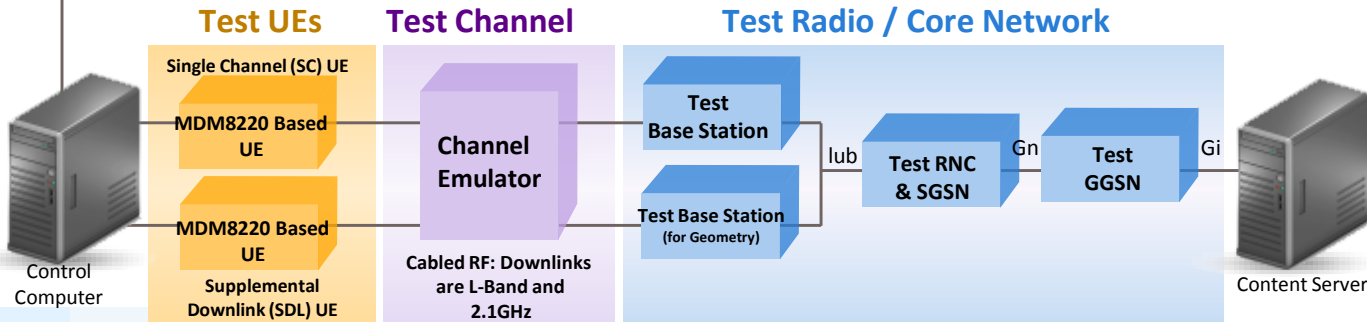 Test UEs
Test Channel
Test Radio / Core Network
Single Channel (SC) UE
MDM8220 Based
UE
MDM8220 Based
UE
Supplemental
Downlink (SDL) UE
Control
Computer
Channel
Emulator
Cabled RF: Downlinks
are L-Band and
2.1GHz
Test
Base Station
Test Base Station
(for Geometry)
Iub
Test RNC
& SGSN
Gn
Test
GGSN
Gi
Content Server